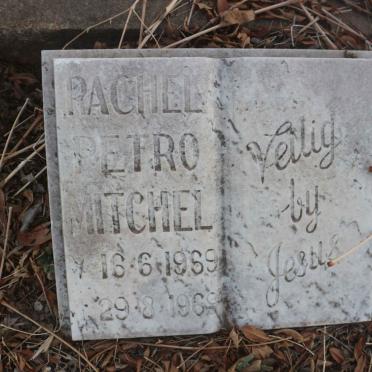 RACHEL
PETRO
MITCHEL
* 16·6·1969
29·8·1969
Veilig
by
Jesus